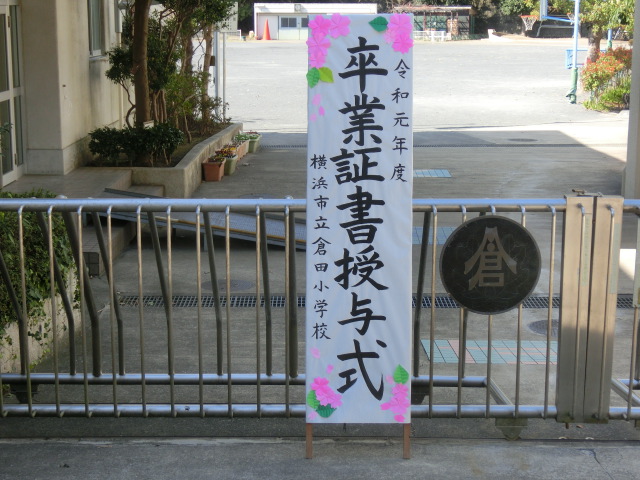 令和元年度
卒業証書授与式
横浜市立倉田小学校
倉